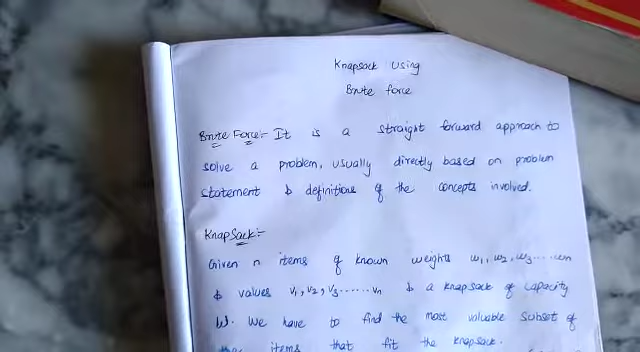 Knapsack Using
Brute force
Brute Force:- It is a straight forward approach to
solve a problem, usually directly based on problem
statement & definitions of the concepts involved.
KnapSack:-
Given n items of known weights w1, w2, w3....wn
& values v1, v2, v3......vn & a knapsack of capacity
W. We have to find the most valuable subset of
the items that fit the knapsack.